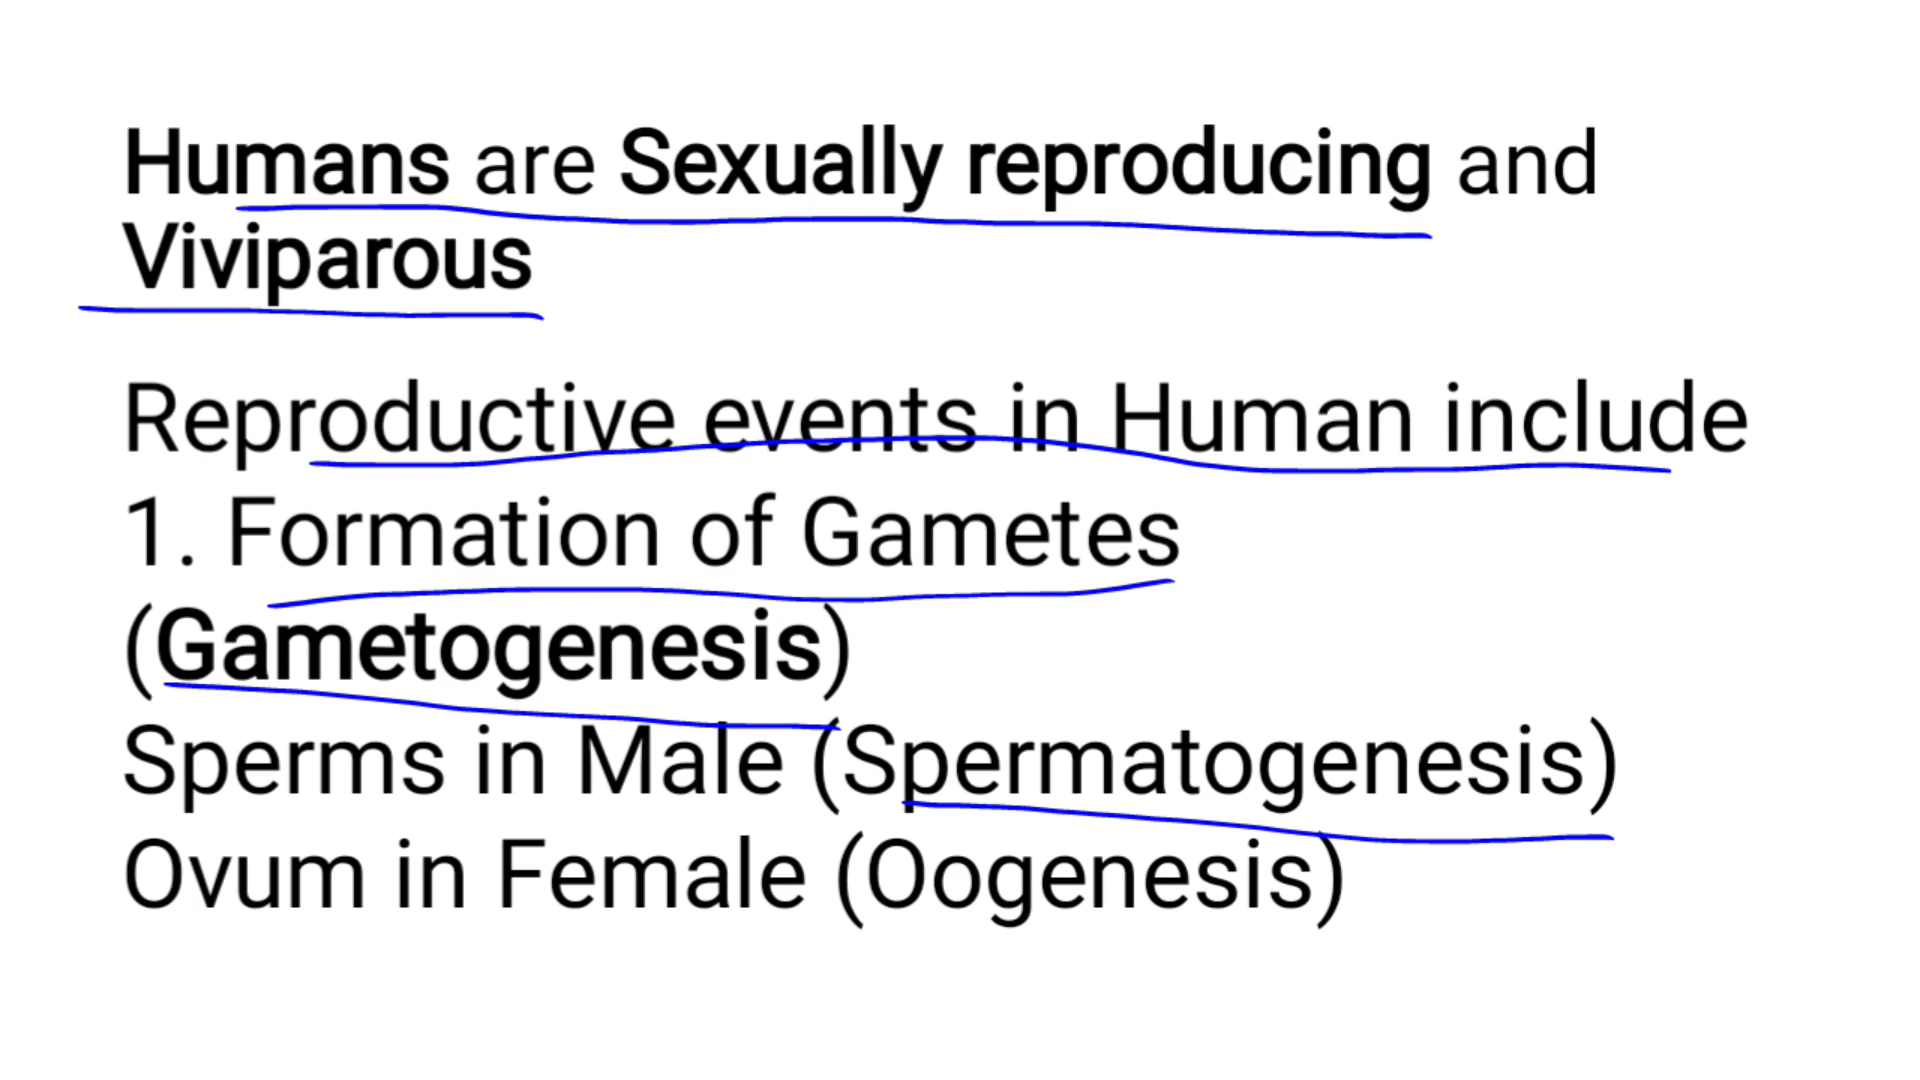 Humans are Sexually reproducing and
Viviparous
Reproductive events in Human include
1. Formation of Gametes
(Gametogenesis)
Sperms in Male (Spermatogenesis)
Ovum in Female (Oogenesis)